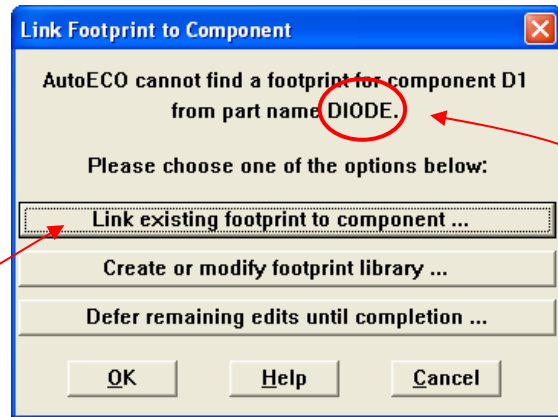 Link Footprint to Component
AutoECO cannot find a footprint for component D1
from part name DIODE.
Please choose one of the options below:
Link existing footprint to component ...
Create or modify footprint library ...
Defer remaining edits until completion ...
OK Help Cancel